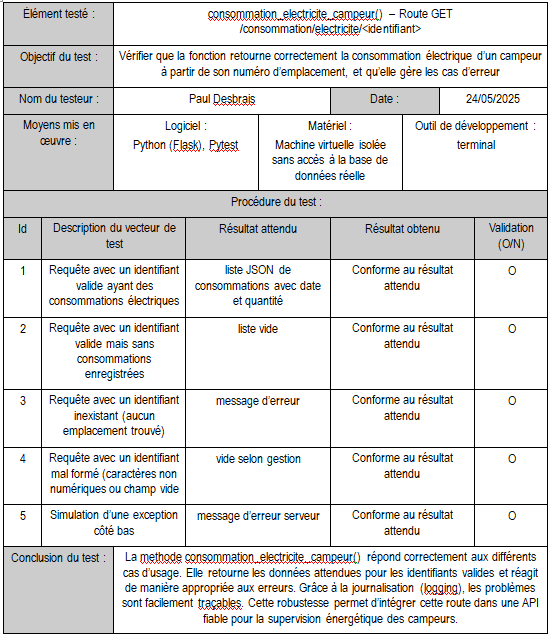 Élément testé :
consommation_electricite_campeur() – Route GET
/consommation/electricite/<identifiant>
Objectif du test :
Vérifier que la fonction retourne correctement la consommation électrique d’un campeur
à partir de son numéro d’emplacement, et qu’elle gère les cas d’erreur
Nom du testeur :
Paul Desbrais
Date :
24/05/2025
Moyens mis en
œuvre :
Logiciel :
Python (Flask), Pytest
Matériel :
Machine virtuelle isolée
sans accès à la base de
données réelle
Outil de développement :
terminal
Procédure du test :
Id
Description du vecteur de
test
Résultat attendu
Résultat obtenu
Validation
(O/N)
1
Requête avec un identifiant
valide ayant des
consommations électriques
liste JSON de
consommations avec date
et quantité
Conforme au résultat
attendu
O
2
Requête avec un identifiant
valide mais sans
consommations
enregistrées
liste vide
Conforme au résultat
attendu
O
3
Requête avec un identifiant
inexistant (aucun
emplacement trouvé)
message d’erreur
Conforme au résultat
attendu
O
4
Requête avec un identifiant
mal formé (caractères non
numériques ou champ vide
vide selon gestion
Conforme au résultat
attendu
O
5
Simulation d’une exception
côté bas
message d’erreur serveur
Conforme au résultat
attendu
O
Conclusion du test :
La methode consommation_electricite_campeur() répond correctement aux différents
cas d’usage. Elle retourne les données attendues pour les identifiants valides et réagit
de manière appropriée aux erreurs. Grâce à la journalisation (logging), les problèmes
sont facilement traçables. Cette robustesse permet d’intégrer cette route dans une API
fiable pour la supervision énergétique des campeurs.